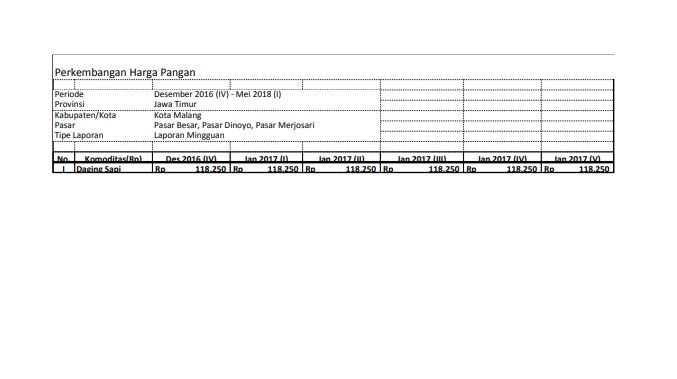 Perkembangan Harga Pangan
Periode Desember 2016 (IV) - Mei 2018 (I)
Provinsi Jawa Timur
Kabupaten/Kota Kota Malang
Pasar Pasar Besar, Pasar Dinoyo, Pasar Merjosari
Tipe Laporan Laporan Mingguan
No. Komoditas(Rp) Des 2016 (IV) Jan 2017 (I) Jan 2017 (II) Jan 2017 (III) Jan 2017 (IV) Jan 2017 (V)
I Daging Sapi Rp 118,250 Rp 118,250 Rp 118,250 Rp 118,250 Rp 118,250 Rp 118,250